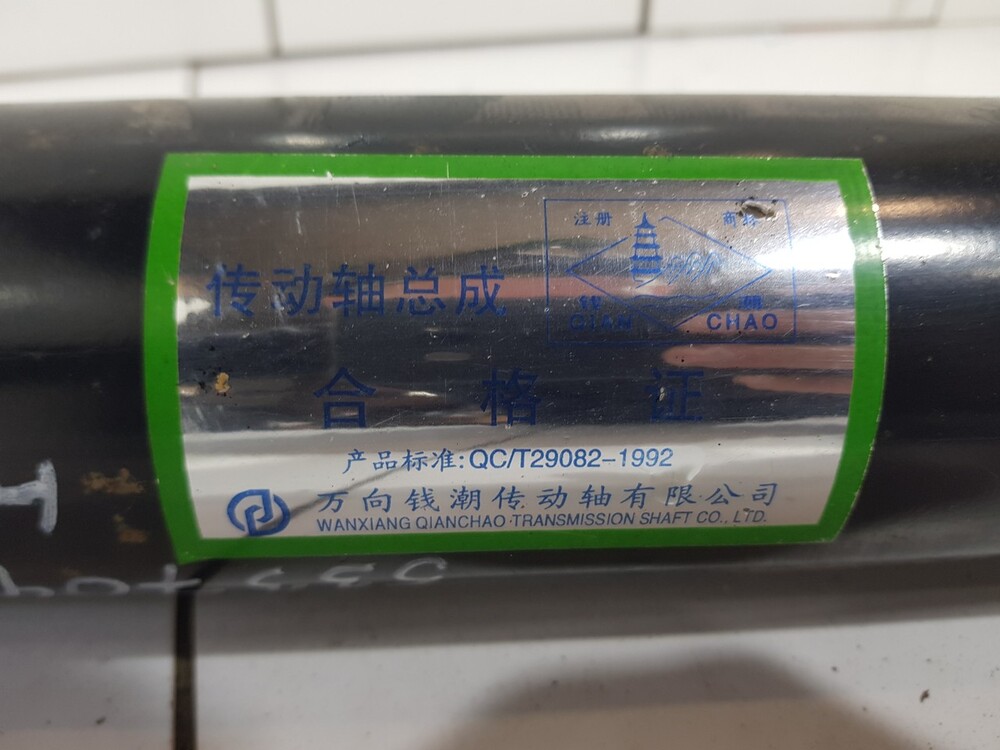 注册 商标
传动轴总成
钱 潮
QIAN CHAO
合格证
产品标准:QC/T29082-1992
万向钱潮传动轴有限公司
WANXIANG QIANCHAO·TRANSMISSION SHAFT CO., LTD.